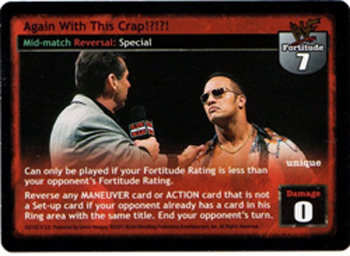 Again With This Crap!?!?!
Mid-match Reversal: Special
Fortitude
7
unique
Can only be played if your Fortitude Rating is less than
your opponent's Fortitude Rating.
Reverse any MANEUVER card or ACTION card that is not
a Set-up card if your opponent already has a card in his
Ring area with the same title. End your opponent's turn.
Damage
0